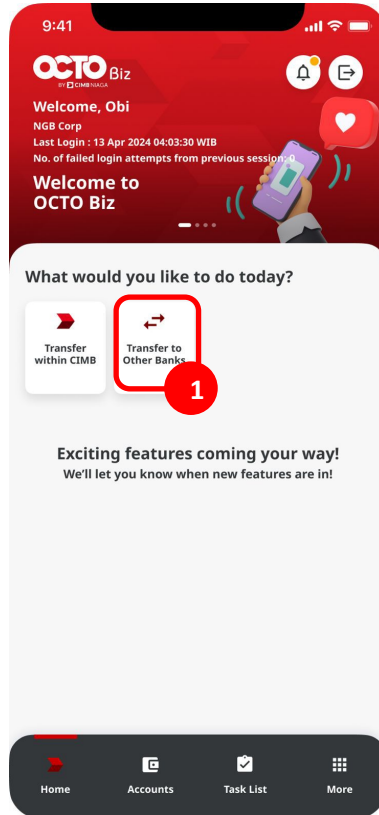 9:41
OCTO Biz
BY CIMB NIAGA
Welcome, Obi
NGB Corp
Last Login : 13 Apr 2024 04:03:30 WIB
No. of failed login attempts from previous session: 0
Welcome to
OCTO Biz
What would you like to do today?
Transfer
within CIMB
Transfer to
Other Banks
1
Exciting features coming your way!
We'll let you know when new features are in!
Home
Accounts
Task List
More